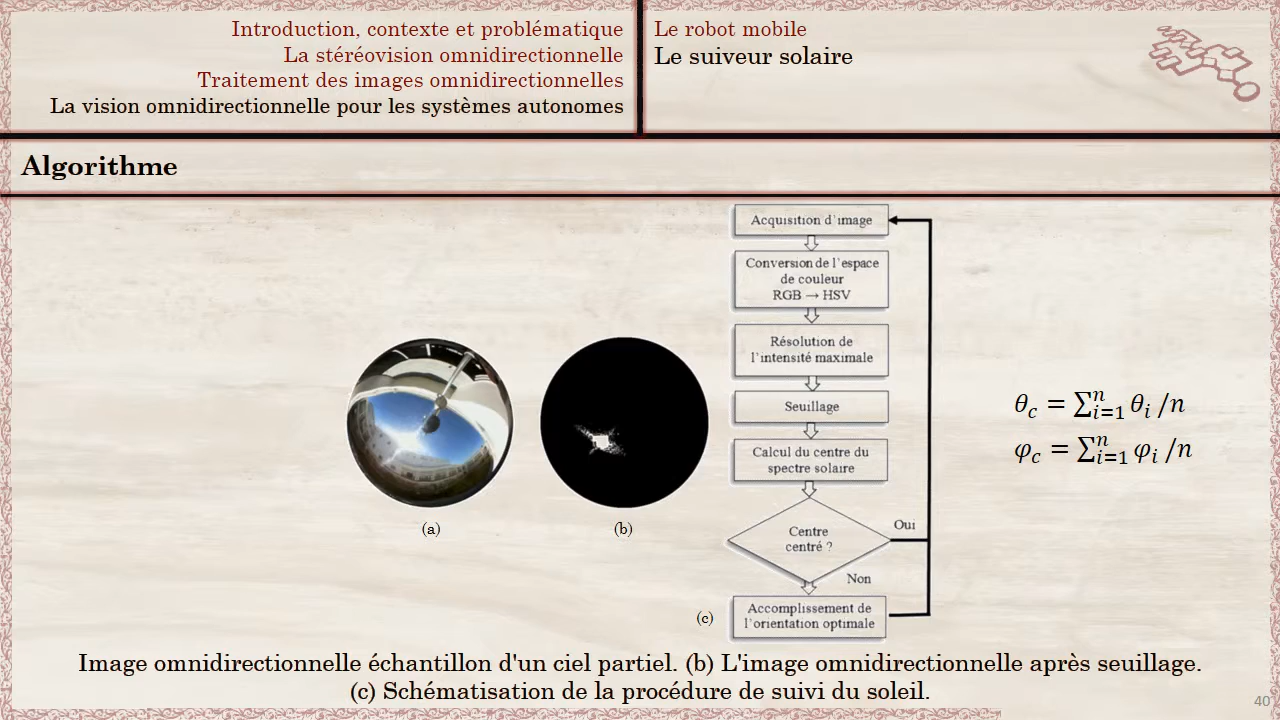 Introduction, contexte et problématique
La stéréovision omnidirectionnelle
Traitement des images omnidirectionnelles
La vision omnidirectionnelle pour les systèmes autonomes
Le robot mobile
Le suiveur solaire
Algorithme
Acquisition d'image
Conversion de l'espace
de couleur
RGB → HSV
Résolution de
l'intensité maximale
Seuillage
Calcul du centre du
spectre solaire
Centre
centré ?
Oui
Non
Accomplissement de
l'orientation optimale
(a)
(b)
(c)
θ_c = ∑_{i=1}^{n} θ_i /n
φ_c = ∑_{i=1}^{n} φ_i /n
Image omnidirectionnelle échantillon d'un ciel partiel. (b) L'image omnidirectionnelle après seuillage.
(c) Schématisation de la procédure de suivi du soleil.
40